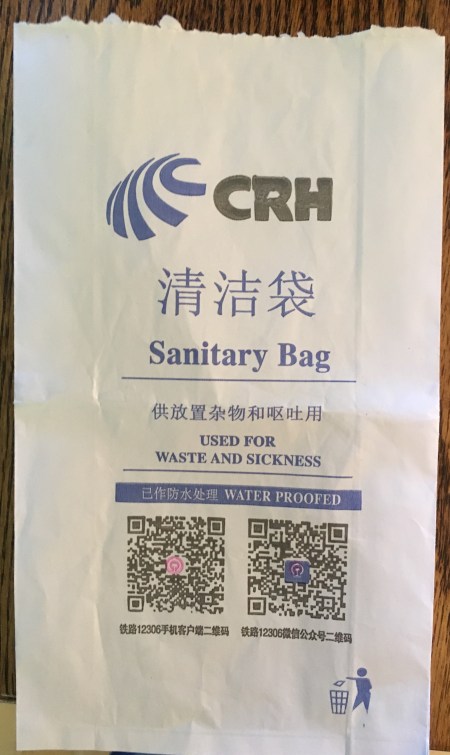 CRH
清洁袋
Sanitary Bag
供放置杂物和呕吐用
USED FOR
WASTE AND SICKNESS
已作防水处理 WATER PROOFED
铁路12306手机客户端二维码 铁路12306微信公众号二维码